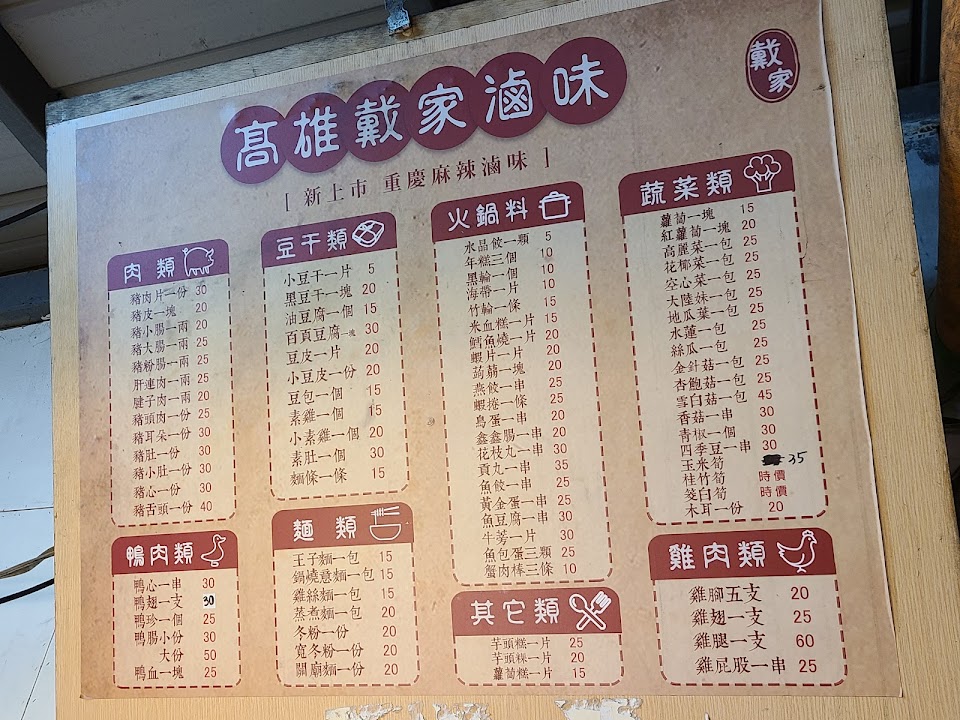 高雄戴家滷味
戴家
[ 新上市 重慶麻辣滷味 ]
肉類
豬肉片一份 30
豬皮一塊 20
豬小腸一兩 20
豬大腸一兩 25
豬粉腸一兩 25
肝連肉一兩 25
腱子肉一兩 20
豬頭肉一份 25
豬耳朵一份 30
豬肚一份 30
豬小肚一份 30
豬心一份 30
豬舌頭一份 40
鴨肉類
鴨心一串 30
鴨翅一支 30
鴨珍一個 25
鴨腸小份 30
大份 50
鴨血一塊 25
豆干類
小豆干一片 5
黑豆干一塊 20
油豆腐一個 15
百頁豆腐一塊 30
豆皮一片 20
小豆皮一份 20
豆包一個 15
素雞一個 15
小素雞一個 20
素肚一個 30
麵條一條 15
麵類
王子麵一包 15
鍋燒意麵一包 15
雞絲麵一包 15
蒸煮麵一包 20
冬粉一份 20
寬冬粉一份 20
關廟麵一份 20
火鍋料
水晶餃一顆 5
年糕三個 10
黑輪一個 10
海帶一片 10
竹輪一條 15
米血糕一片 15
鱈魚燒一片 20
蝦片一片 20
蒟蒻一塊 20
燕餃一串 25
蝦捲一條 25
鳥蛋一串 20
鑫鑫腸一串 20
花枝丸一串 30
貢丸一串 35
魚餃一串 25
黃金蛋一串 25
魚豆腐一串 30
牛蒡一片 30
魚包蛋三顆 25
蟹肉棒三條 10
其它類
芋頭糕一片 25
芋頭粿一片 20
蘿蔔糕一片 15
蔬菜類
蘿蔔一塊 15
紅蘿蔔一塊 20
高麗菜一包 25
花椰菜一包 25
空心菜一包 25
大陸妹一包 25
地瓜葉一包 25
水蓮一包 25
絲瓜一包 25
金針菇一包 25
杏鮑菇一包 25
雪白菇一包 45
香菇一串 30
青椒一個 30
四季豆一串 30
玉米筍 35
桂竹筍 時價
筊白筍 時價
木耳一份 20
雞肉類
雞腳五支 20
雞翅一支 25
雞腿一支 60
雞屁股一串 25